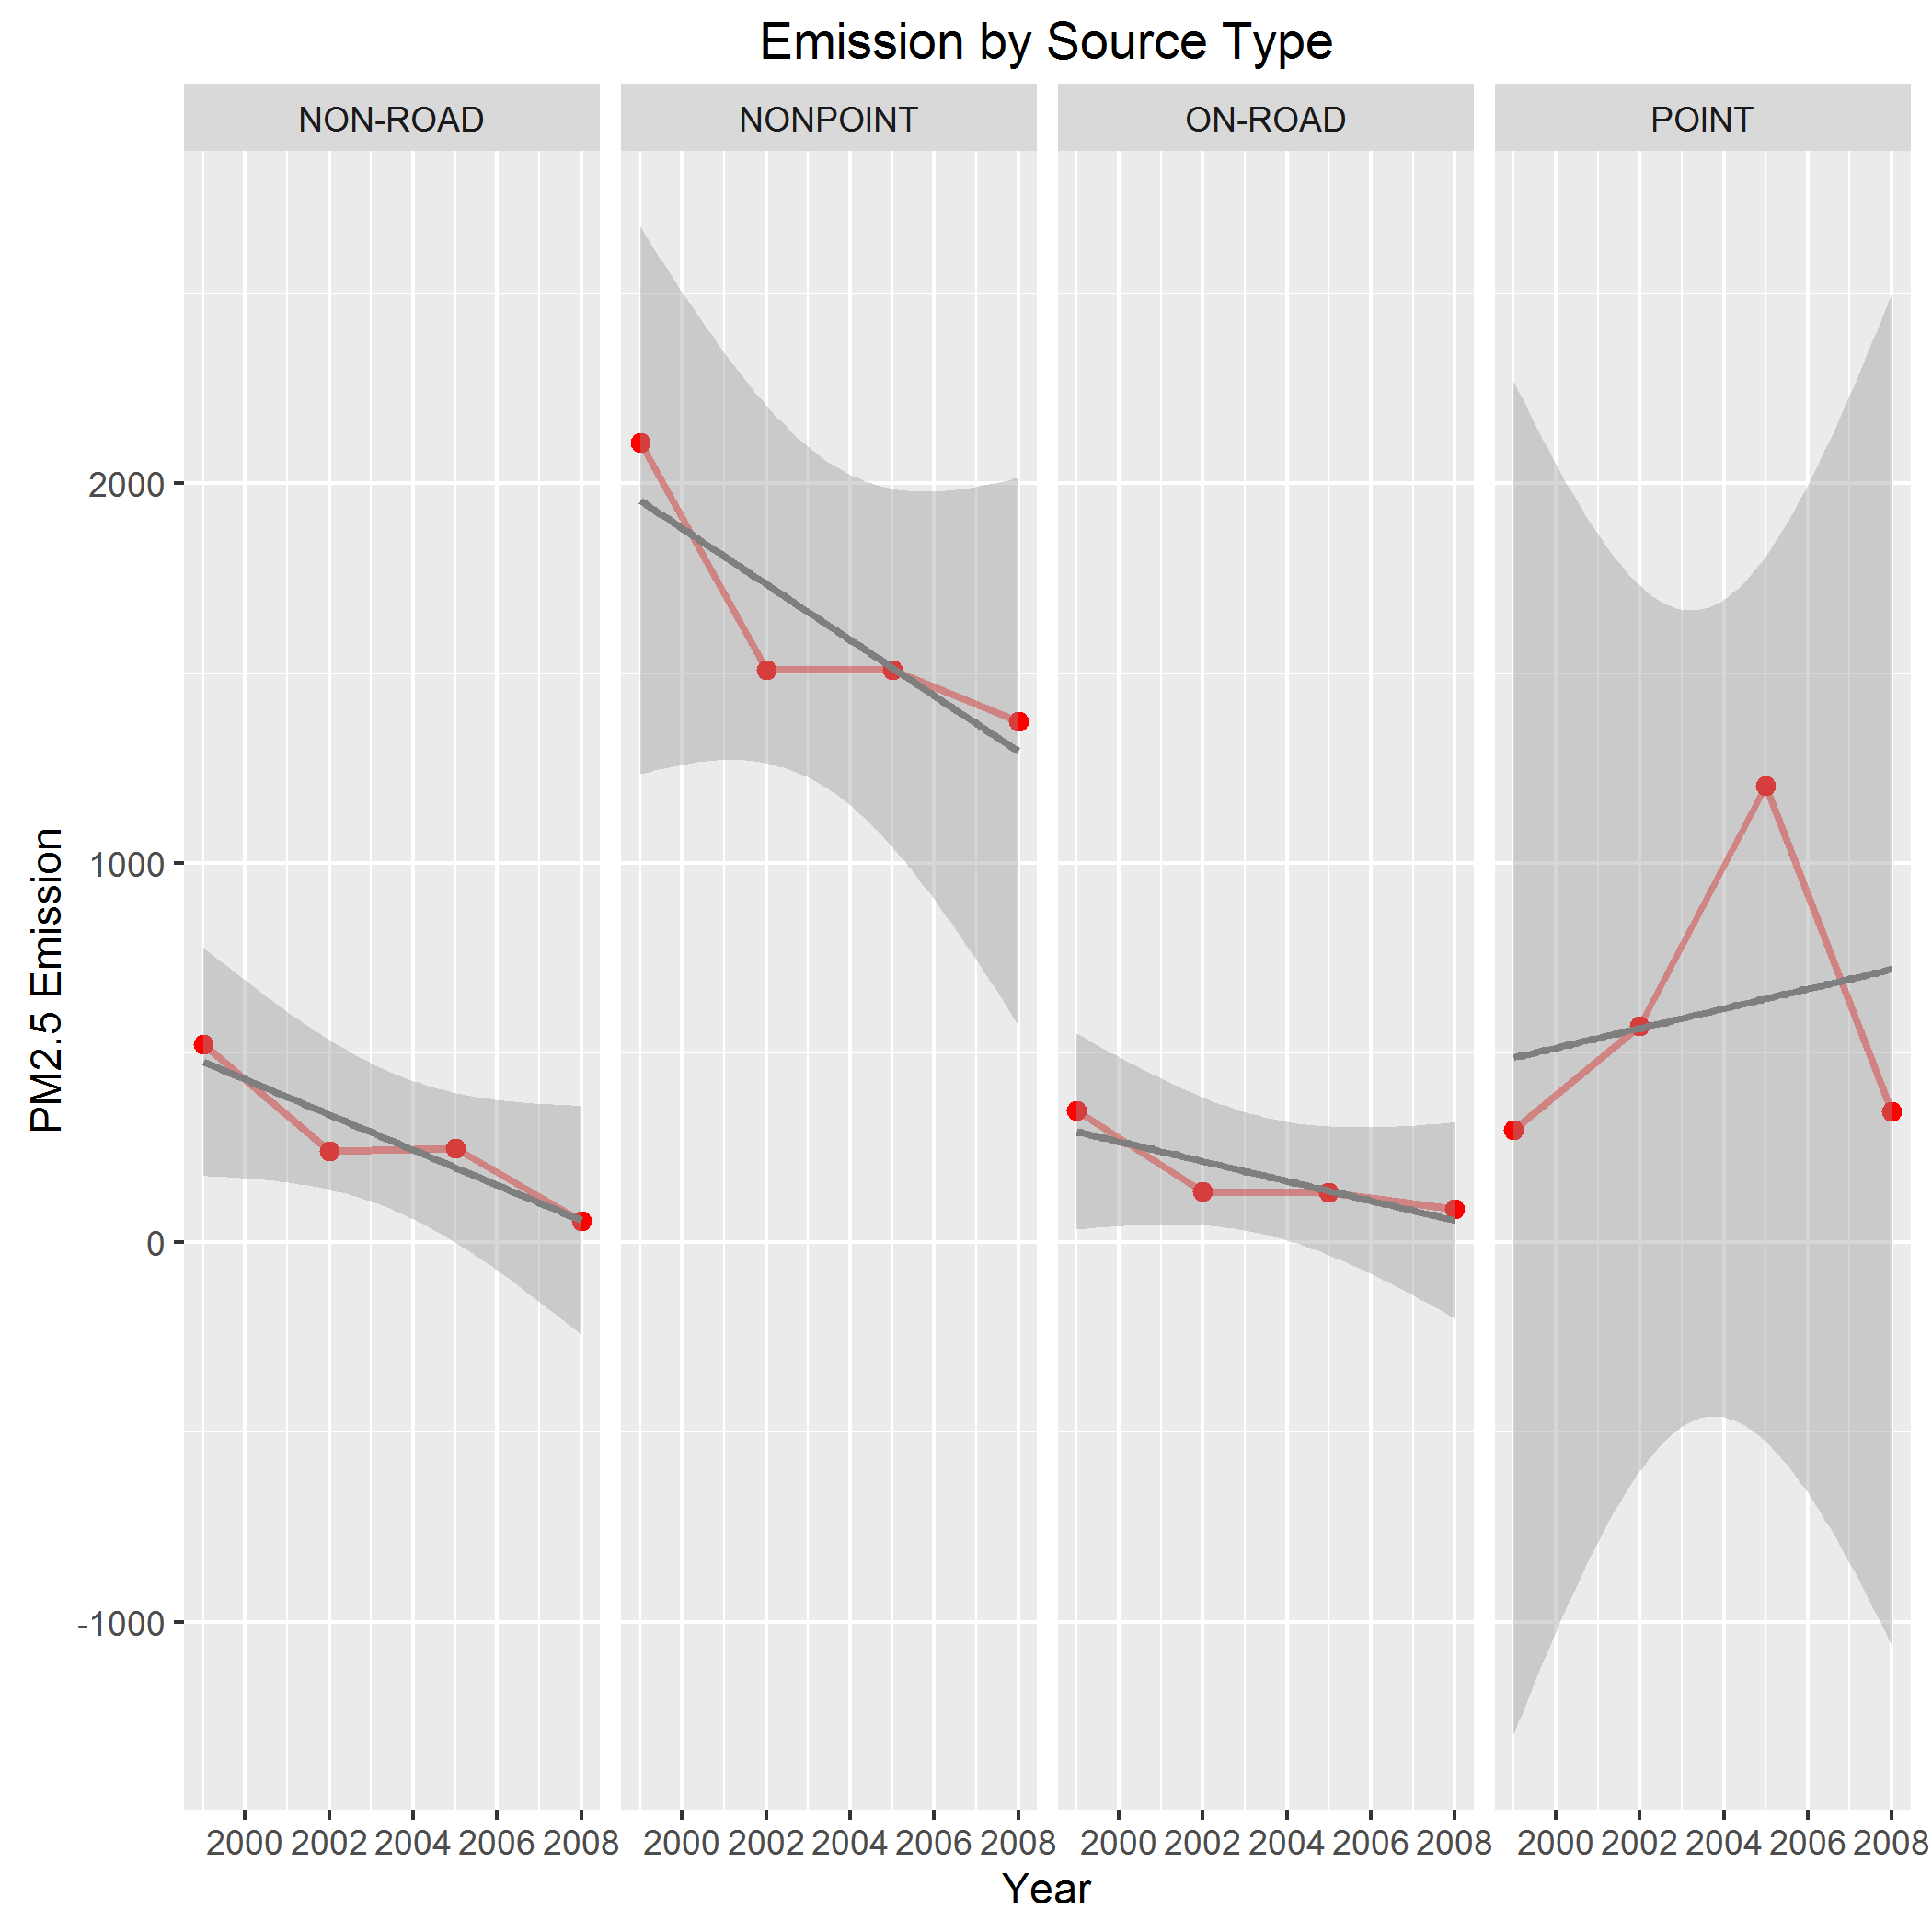 Emission by Source Type
NON-ROAD NONPOINT ON-ROAD POINT
PM2.5 Emission
2000
1000
0
-1000
2000 2002 2004 2006 2008 2000 2002 2004 2006 2008 2000 2002 2004 2006 2008 2000 2002 2004 2006 2008
Year